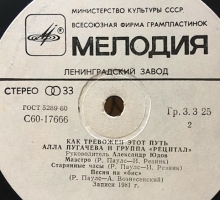 МИНИСТЕРСТВО КУЛЬТУРЫ СССР
ВСЕСОЮЗНАЯ ФИРМА ГРАМПЛАСТИНОК
МЕЛОДИЯ
ЛЕНИНГРАДСКИЙ ЗАВОД
СТЕРЕО 33
ГОСТ 5289-80
С60-17666
Гр. 3. 3 25
2
КАК ТРЕВОЖЕН ЭТОТ ПУТЬ
АЛЛА ПУГАЧЕВА И ГРУППА «РЕЦИТАЛ»
Руководитель Александр Юдов
Маэстро (Р. Паулс—И. Резник)
Старинные часы (Р. Паулс—И. Резник)
Песня на «бис»
(Р. Паулс—А. Вознесенский)
Запись 1981 г.